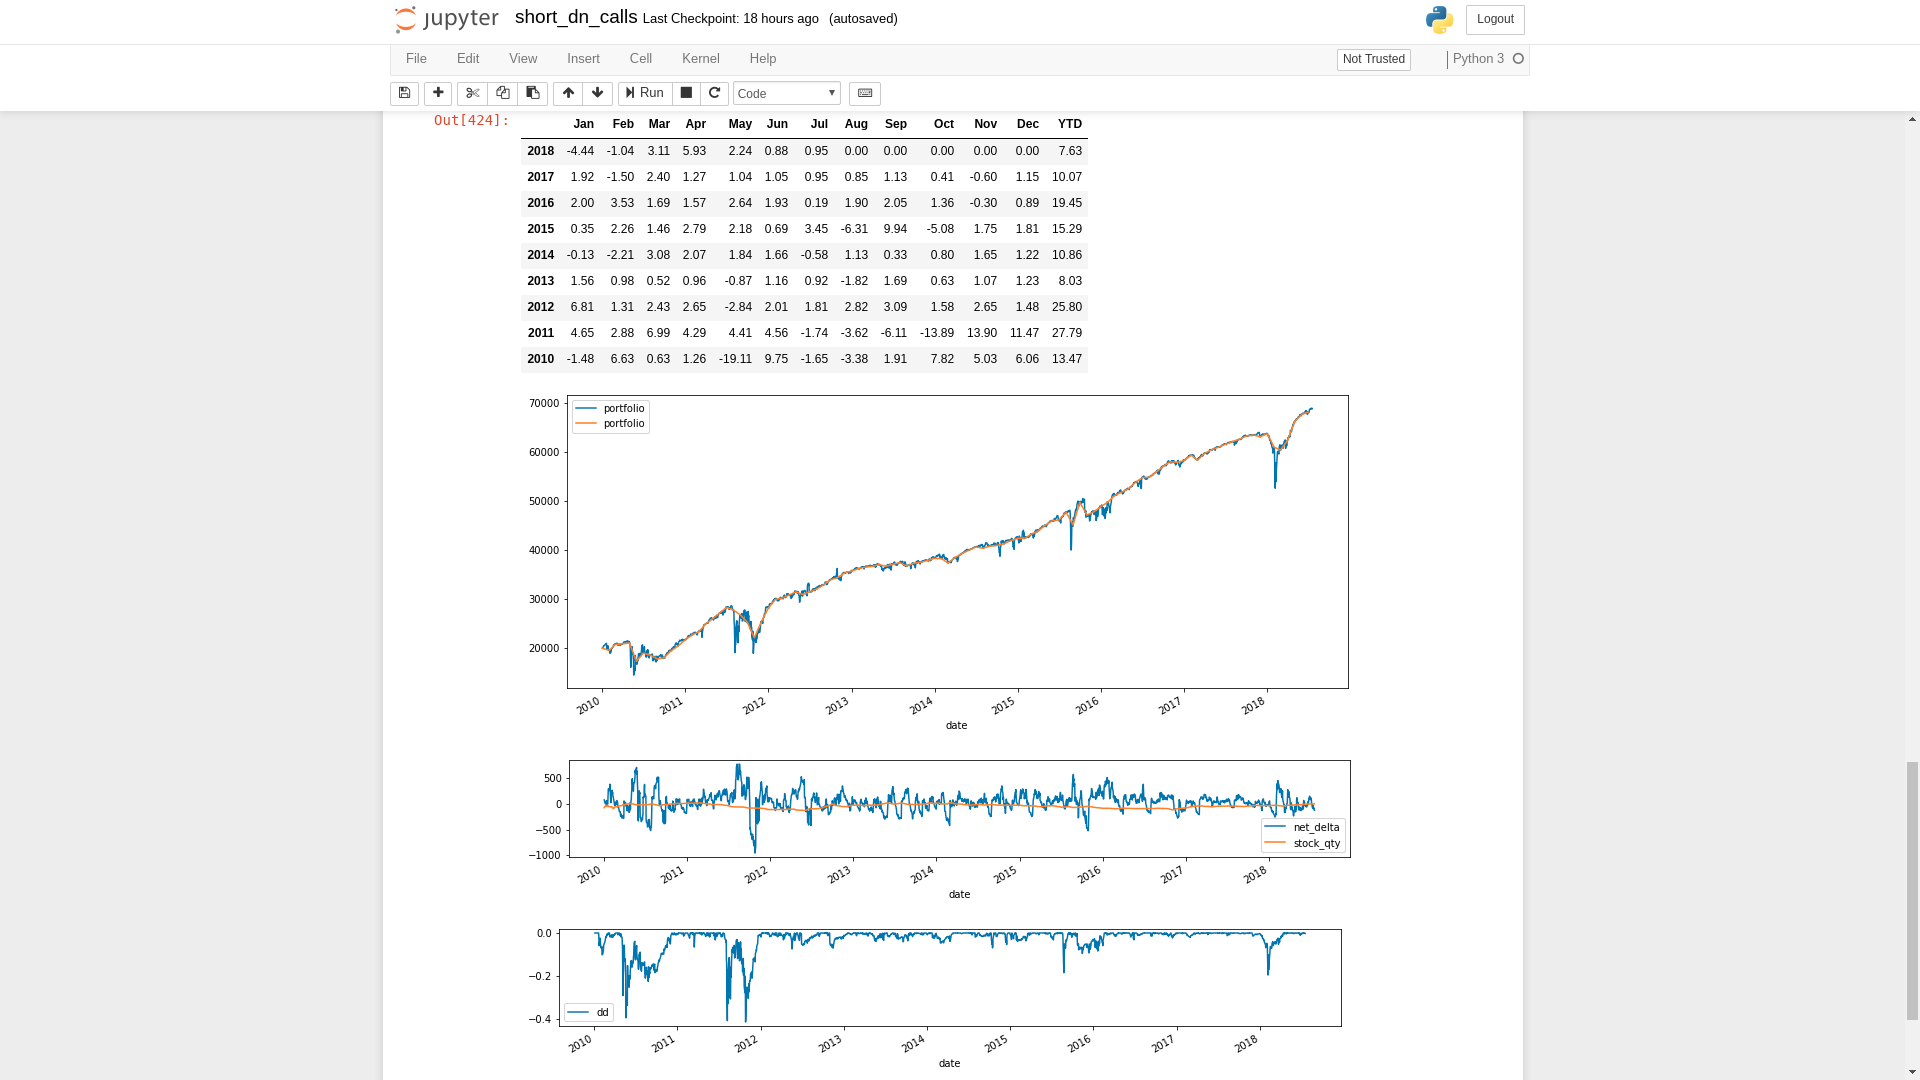 jupyter short_dn_calls Last Checkpoint: 18 hours ago (autosaved) Logout
File Edit View Insert Cell Kernel Help Not Trusted Python 3
Run Code
Out[424]: Jan Feb Mar Apr May Jun Jul Aug Sep Oct Nov Dec YTD
2018 -4.44 -1.04 3.11 5.93 2.24 0.88 0.95 0.00 0.00 0.00 0.00 0.00 7.63
2017 1.92 -1.50 2.40 1.27 1.04 1.05 0.95 0.85 1.13 0.41 -0.60 1.15 10.07
2016 2.00 3.53 1.69 1.57 2.64 1.93 0.19 1.90 2.05 1.36 -0.30 0.89 19.45
2015 0.35 2.26 1.46 2.79 2.18 0.69 3.45 -6.31 9.94 -5.08 1.75 1.81 15.29
2014 -0.13 -2.21 3.08 2.07 1.84 1.66 -0.58 1.13 0.33 0.80 1.65 1.22 10.86
2013 1.56 0.98 0.52 0.96 -0.87 1.16 0.92 -1.82 1.69 0.63 1.07 1.23 8.03
2012 6.81 1.31 2.43 2.65 -2.84 2.01 1.81 2.82 3.09 1.58 2.65 1.48 25.80
2011 4.65 2.88 6.99 4.29 4.41 4.56 -1.74 -3.62 -6.11 -13.89 13.90 11.47 27.79
2010 -1.48 6.63 0.63 1.26 -19.11 9.75 -1.65 -3.38 1.91 7.82 5.03 6.06 13.47
70000
portfolio
portfolio
60000
50000
40000
30000
20000
2010 2011 2012 2013 2014 2015 2016 2017 2018
date
500
0
−500
−1000
net_delta
stock_qty
2010 2011 2012 2013 2014 2015 2016 2017 2018
date
0.0
−0.2
−0.4
dd
2010 2011 2012 2013 2014 2015 2016 2017 2018
date